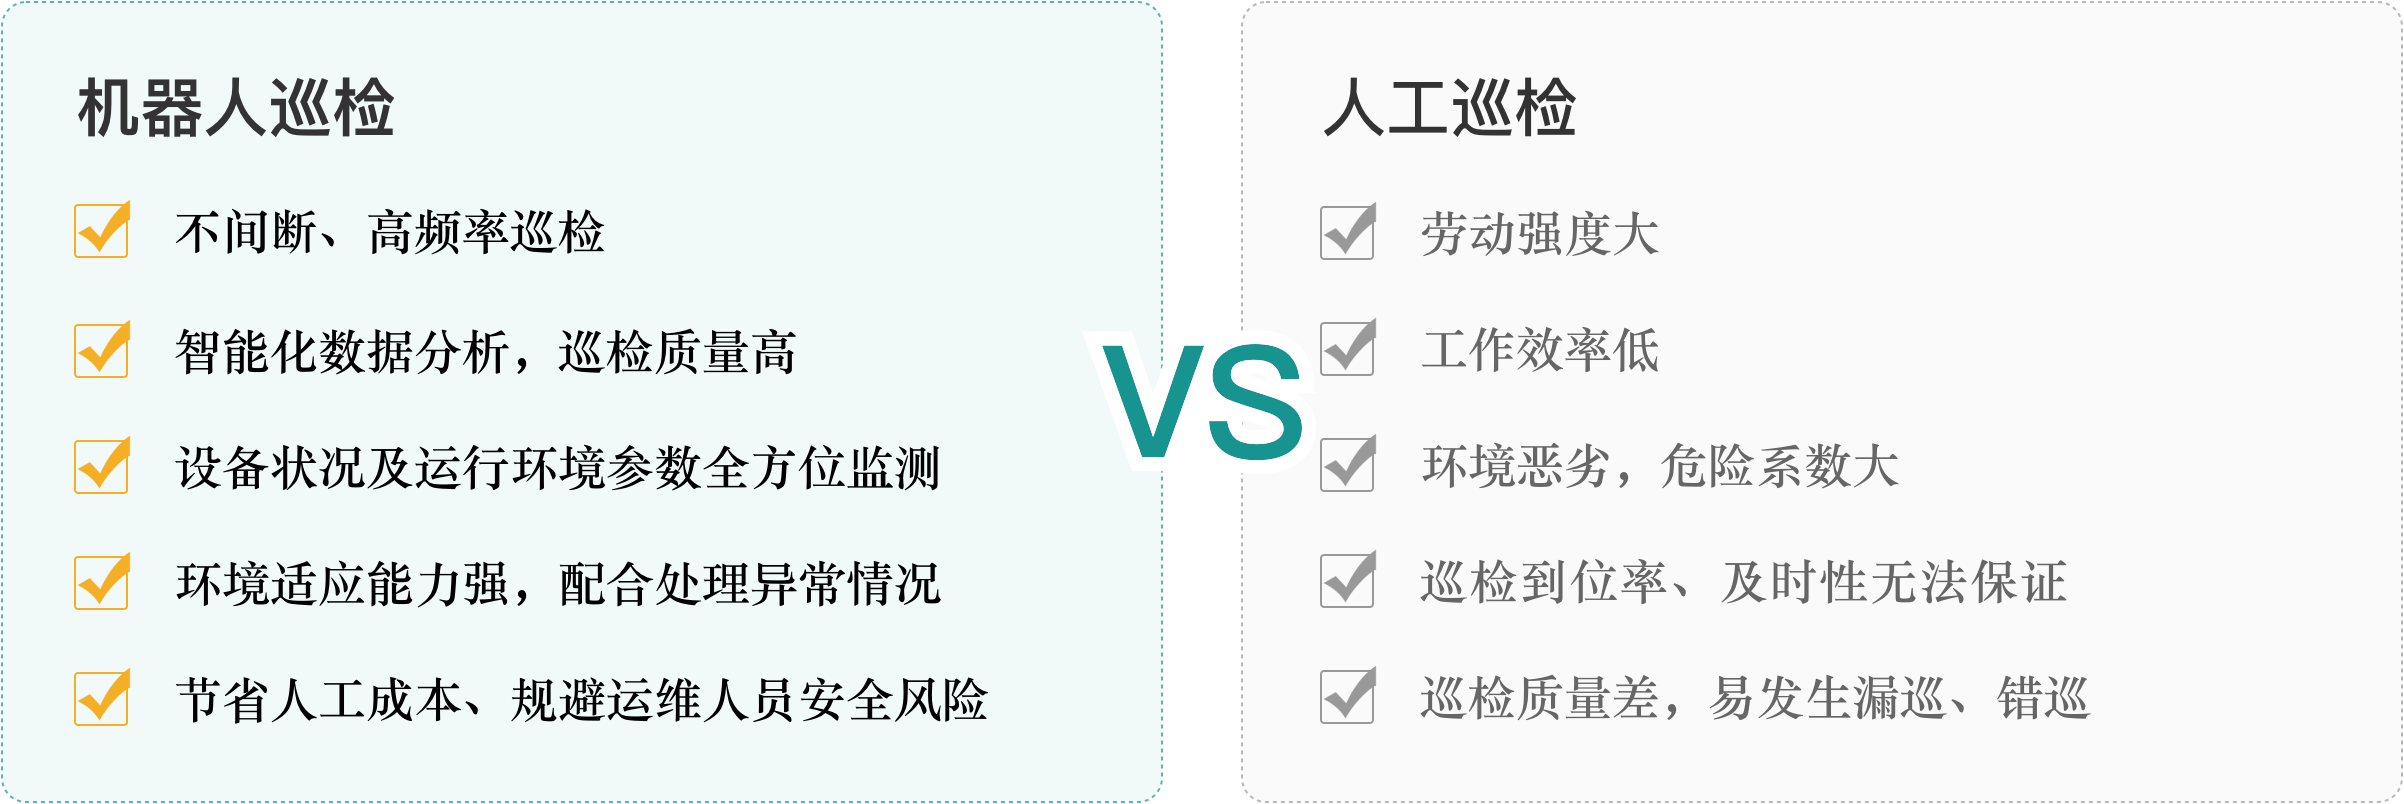 机器人巡检
不间断、高频率巡检
智能化数据分析，巡检质量高
设备状况及运行环境参数全方位监测
环境适应能力强，配合处理异常情况
节省人工成本、规避运维人员安全风险
VS
人工巡检
劳动强度大
工作效率低
环境恶劣，危险系数大
巡检到位率、及时性无法保证
巡检质量差，易发生漏巡、错巡